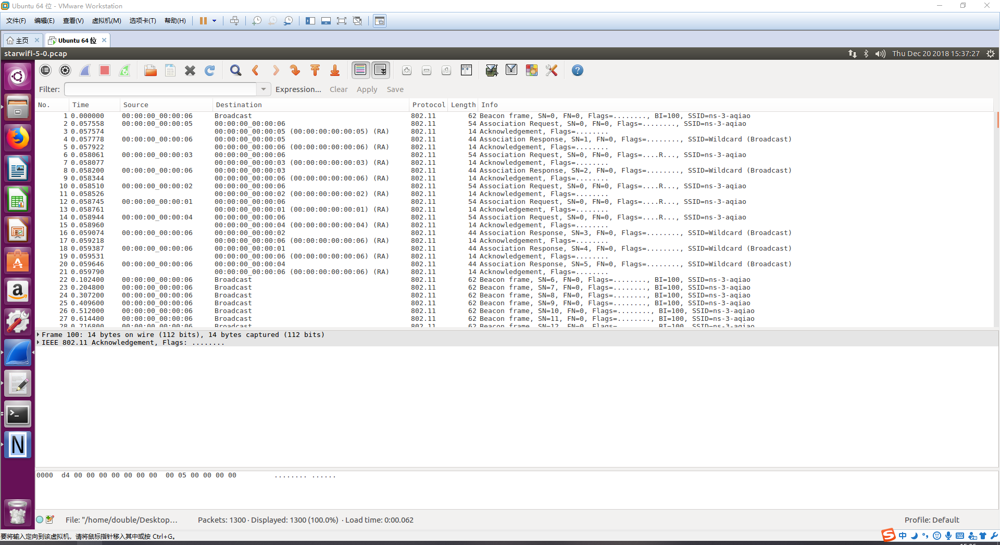 Ubuntu 64 位 - VMware Workstation
文件(F) 编辑(E) 查看(V) 虚拟机(M) 选项卡(T) 帮助(H)
主页 Ubuntu 64 位
starwifi-5-0.pcap Thu Dec 20 2018 15:37:27
Filter: Expression... Clear Apply Save
No. Time Source Destination Protocol Length Info
1 0.000000 00:00:00_00:00:06 Broadcast 802.11 62 Beacon frame, SN=0, FN=0, Flags=........, BI=100, SSID=ns-3-aqiao
2 0.057558 00:00:00_00:00:05 00:00:00_00:00:06 802.11 54 Association Request, SN=0, FN=0, Flags=........, SSID=ns-3-aqiao
3 0.057574 00:00:00_00:00:05 (00:00:00:00:00:05) (RA) 802.11 14 Acknowledgement, Flags=........
4 0.057778 00:00:00_00:00:06 00:00:00_00:00:05 802.11 44 Association Response, SN=1, FN=0, Flags=........, SSID=Wildcard (Broadcast)
5 0.057922 00:00:00_00:00:06 (00:00:00:00:00:06) (RA) 802.11 14 Acknowledgement, Flags=........
6 0.058061 00:00:00_00:00:03 00:00:00_00:00:06 802.11 54 Association Request, SN=0, FN=0, Flags=....R..., SSID=ns-3-aqiao
7 0.058077 00:00:00_00:00:03 (00:00:00:00:00:03) (RA) 802.11 14 Acknowledgement, Flags=........
8 0.058200 00:00:00_00:00:06 00:00:00_00:00:03 802.11 44 Association Response, SN=2, FN=0, Flags=........, SSID=Wildcard (Broadcast)
9 0.058344 00:00:00_00:00:06 (00:00:00:00:00:06) (RA) 802.11 14 Acknowledgement, Flags=........
10 0.058510 00:00:00_00:00:02 00:00:00_00:00:06 802.11 54 Association Request, SN=0, FN=0, Flags=....R..., SSID=ns-3-aqiao
11 0.058526 00:00:00_00:00:02 (00:00:00:00:00:02) (RA) 802.11 14 Acknowledgement, Flags=........
12 0.058745 00:00:00_00:00:01 00:00:00_00:00:06 802.11 54 Association Request, SN=0, FN=0, Flags=....R..., SSID=ns-3-aqiao
13 0.058761 00:00:00_00:00:01 (00:00:00:00:00:01) (RA) 802.11 14 Acknowledgement, Flags=........
14 0.058944 00:00:00_00:00:04 00:00:00_00:00:06 802.11 54 Association Request, SN=0, FN=0, Flags=....R..., SSID=ns-3-aqiao
15 0.058960 00:00:00_00:00:04 (00:00:00:00:00:04) (RA) 802.11 14 Acknowledgement, Flags=........
16 0.059074 00:00:00_00:00:06 00:00:00_00:00:02 802.11 44 Association Response, SN=3, FN=0, Flags=........, SSID=Wildcard (Broadcast)
17 0.059218 00:00:00_00:00:06 (00:00:00:00:00:06) (RA) 802.11 14 Acknowledgement, Flags=........
18 0.059387 00:00:00_00:00:06 00:00:00_00:00:01 802.11 44 Association Response, SN=4, FN=0, Flags=........, SSID=Wildcard (Broadcast)
19 0.059531 00:00:00_00:00:06 (00:00:00:00:00:06) (RA) 802.11 14 Acknowledgement, Flags=........
20 0.059646 00:00:00_00:00:06 00:00:00_00:00:04 802.11 44 Association Response, SN=5, FN=0, Flags=........, SSID=Wildcard (Broadcast)
21 0.059790 00:00:00_00:00:06 (00:00:00:00:00:06) (RA) 802.11 14 Acknowledgement, Flags=........
22 0.102400 00:00:00_00:00:06 Broadcast 802.11 62 Beacon frame, SN=6, FN=0, Flags=........, BI=100, SSID=ns-3-aqiao
23 0.204800 00:00:00_00:00:06 Broadcast 802.11 62 Beacon frame, SN=7, FN=0, Flags=........, BI=100, SSID=ns-3-aqiao
24 0.307200 00:00:00_00:00:06 Broadcast 802.11 62 Beacon frame, SN=8, FN=0, Flags=........, BI=100, SSID=ns-3-aqiao
25 0.409600 00:00:00_00:00:06 Broadcast 802.11 62 Beacon frame, SN=9, FN=0, Flags=........, BI=100, SSID=ns-3-aqiao
26 0.512000 00:00:00_00:00:06 Broadcast 802.11 62 Beacon frame, SN=10, FN=0, Flags=........, BI=100, SSID=ns-3-aqiao
27 0.614400 00:00:00_00:00:06 Broadcast 802.11 62 Beacon frame, SN=11, FN=0, Flags=........, BI=100, SSID=ns-3-aqiao
28 0.716800 00:00:00_00:00:06 Broadcast 802.11 62 Beacon frame, SN=12, FN=0, Flags=........, BI=100, SSID=ns-3-aqiao
Frame 100: 14 bytes on wire (112 bits), 14 bytes captured (112 bits)
IEEE 802.11 Acknowledgement, Flags: ........
0000 d4 00 00 00 00 00 00 00 00 05 00 00 00 00 ........ ......
File: "/home/double/Desktop... Packets: 1300 · Displayed: 1300 (100.0%) · Load time: 0:00.062 Profile: Default
要将输入定向到该虚拟机，请将鼠标指针移入其中或按 Ctrl+G。 中